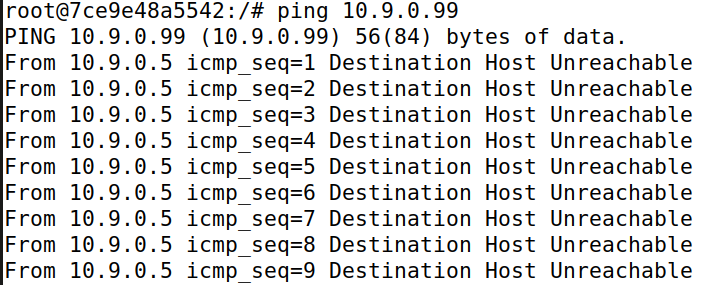 root@7ce9e48a5542:/# ping 10.9.0.99
PING 10.9.0.99 (10.9.0.99) 56(84) bytes of data.
From 10.9.0.5 icmp_seq=1 Destination Host Unreachable
From 10.9.0.5 icmp_seq=2 Destination Host Unreachable
From 10.9.0.5 icmp_seq=3 Destination Host Unreachable
From 10.9.0.5 icmp_seq=4 Destination Host Unreachable
From 10.9.0.5 icmp_seq=5 Destination Host Unreachable
From 10.9.0.5 icmp_seq=6 Destination Host Unreachable
From 10.9.0.5 icmp_seq=7 Destination Host Unreachable
From 10.9.0.5 icmp_seq=8 Destination Host Unreachable
From 10.9.0.5 icmp_seq=9 Destination Host Unreachable